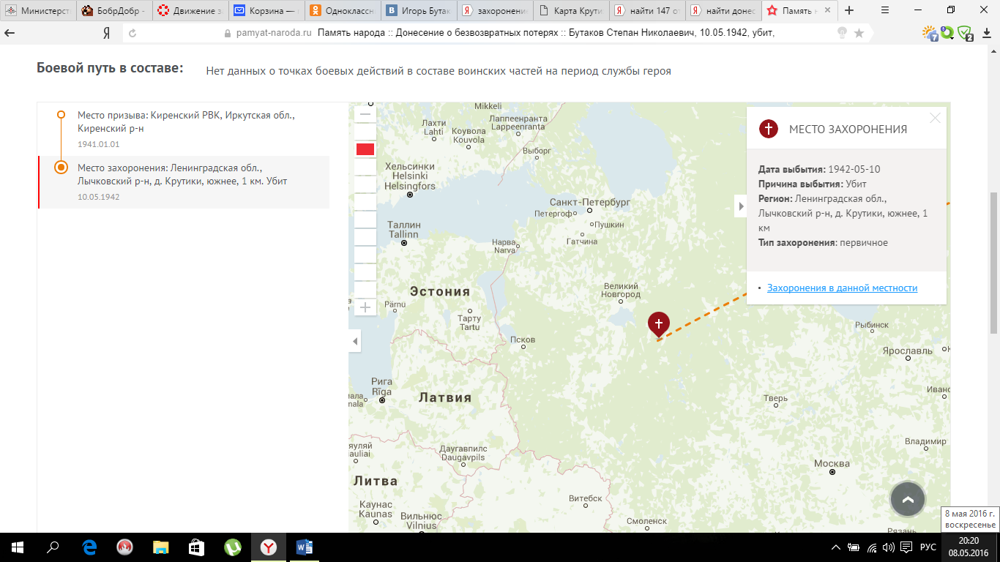 Министерст
БобрДобр -
Движение за
Корзина —
Одноклассн
Игорь Бутак
захоронени
Карта Крути
найти 147 от
найти донес
Память н
pamyat-naroda.ru Память народа :: Донесение о безвозвратных потерях :: Бутаков Степан Николаевич, 10.05.1942, убит,
7
2
Боевой путь в составе:
Нет данных о точках боевых действий в составе воинских частей на период службы героя
Место призыва: Киренский РВК, Иркутская обл.,
Киренский р-н
1941.01.01
Место захоронения: Ленинградская обл.,
Лычковский р-н, д. Крутики, южнее, 1 км. Убит
10.05.1942
Mikkeli
Лахти
Lahti
Лаппеенранта
Lappeenranta
Коувола
Kouvola
Выборг
Хельсинки
Helsinki
Helsingfors
Санкт-Петербург
Петергоф
Пушкин
Гатчина
Таллин
Tallinn
Нарва
Narva
Эстония
Pärnu
Тарту
Tartu
Великий
Новгород
Псков
Рыбинск
Ярославль
Рига
Rīga
Латвия
Иванс
Тверь
Даугавпилс
Daugavpils
Владимир
Москва
Литва
Каунас
Kaunas
Вильнюс
Vilnius
Витебск
Смоленск
Рязань
МЕСТО ЗАХОРОНЕНИЯ
Дата выбытия: 1942-05-10
Причина выбытия: Убит
Регион: Ленинградская обл.,
Лычковский р-н, д. Крутики, южнее, 1
км
Тип захоронения: первичное
Захоронения в данной местности
8 мая 2016 г.
воскресенье
РУС
20:20
08.05.2016